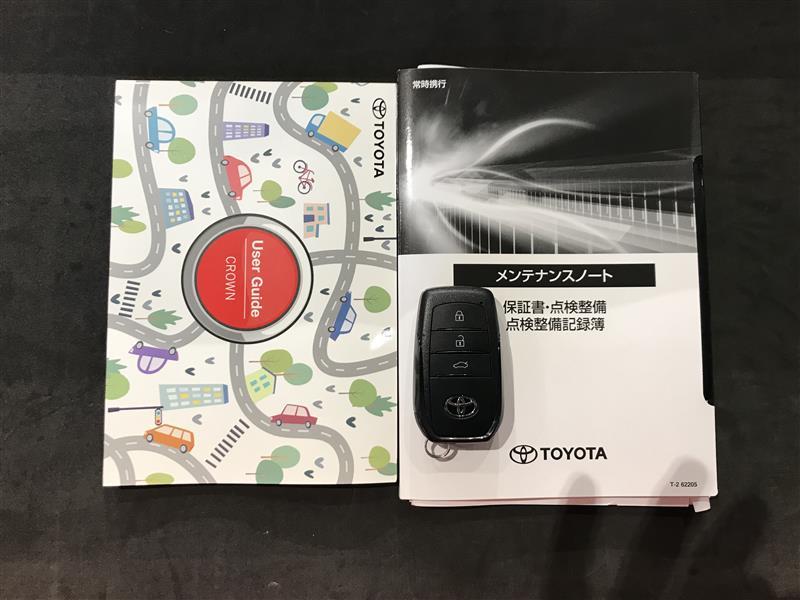 TOYOTA
User Guide
CROWN
常時携行
メンテナンスノート
保証書・点検整備
点検整備記録簿
TOYOTA
T-2 62205